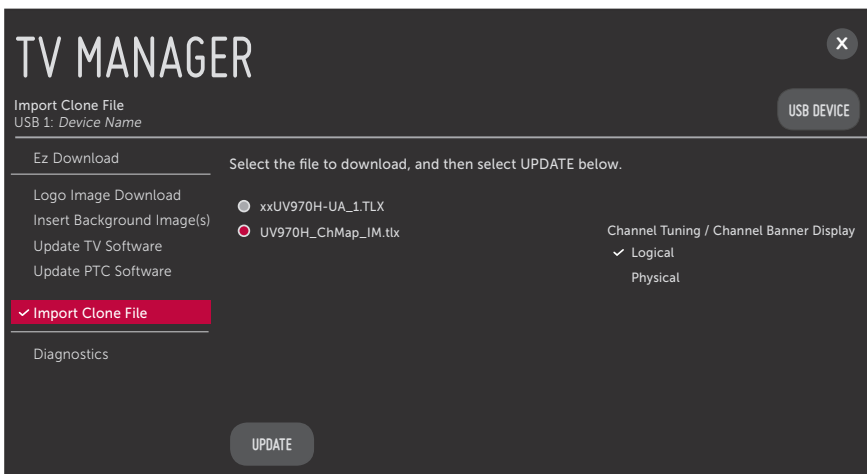 TV MANAGER
X
Import Clone File
USB 1: Device Name
USB DEVICE
Ez Download
Logo Image Download
Insert Background Image(s)
Update TV Software
Update PTC Software
Import Clone File
Diagnostics
Select the file to download, and then select UPDATE below.
xxUV970H-UA_1.TLX
UV970H_ChMap_IM.tlx
Channel Tuning / Channel Banner Display
Logical
Physical
UPDATE